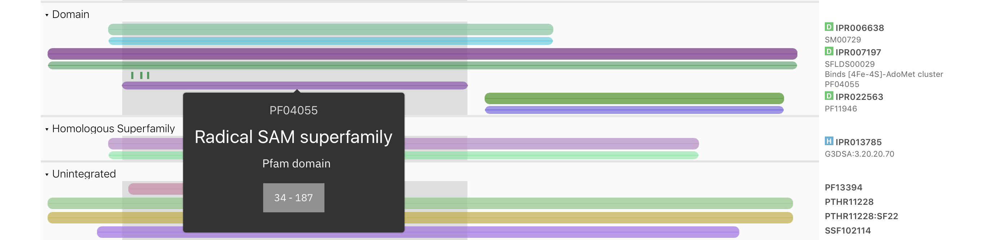 Domain
D IPR006638
SM00729
D IPR007197
SFLDS00029
Binds [4Fe-4S]-AdoMet cluster
PF04055
D IPR022563
PF11946
PF04055
Radical SAM superfamily
Pfam domain
34 - 187
Homologous Superfamily
H IPR013785
G3DSA:3.20.20.70
Unintegrated
PF13394
PTHR11228
PTHR11228:SF22
SSF102114